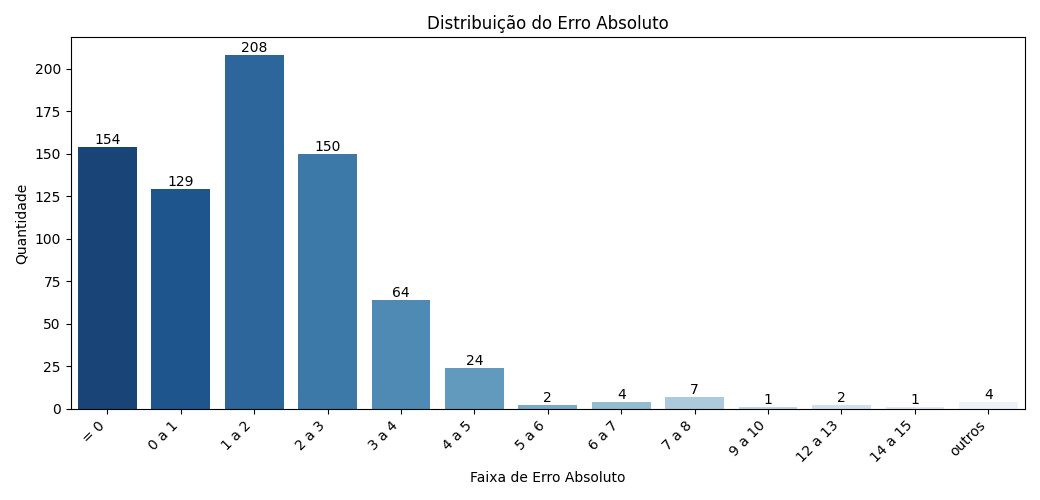 Distribuição do Erro Absoluto
Quantidade
200
175
150
125
100
75
50
25
0
154
129
208
150
64
24
2
4
7
1
2
1
4
= 0
0 a 1
1 a 2
2 a 3
3 a 4
4 a 5
5 a 6
6 a 7
7 a 8
9 a 10
12 a 13
14 a 15
outros
Faixa de Erro Absoluto